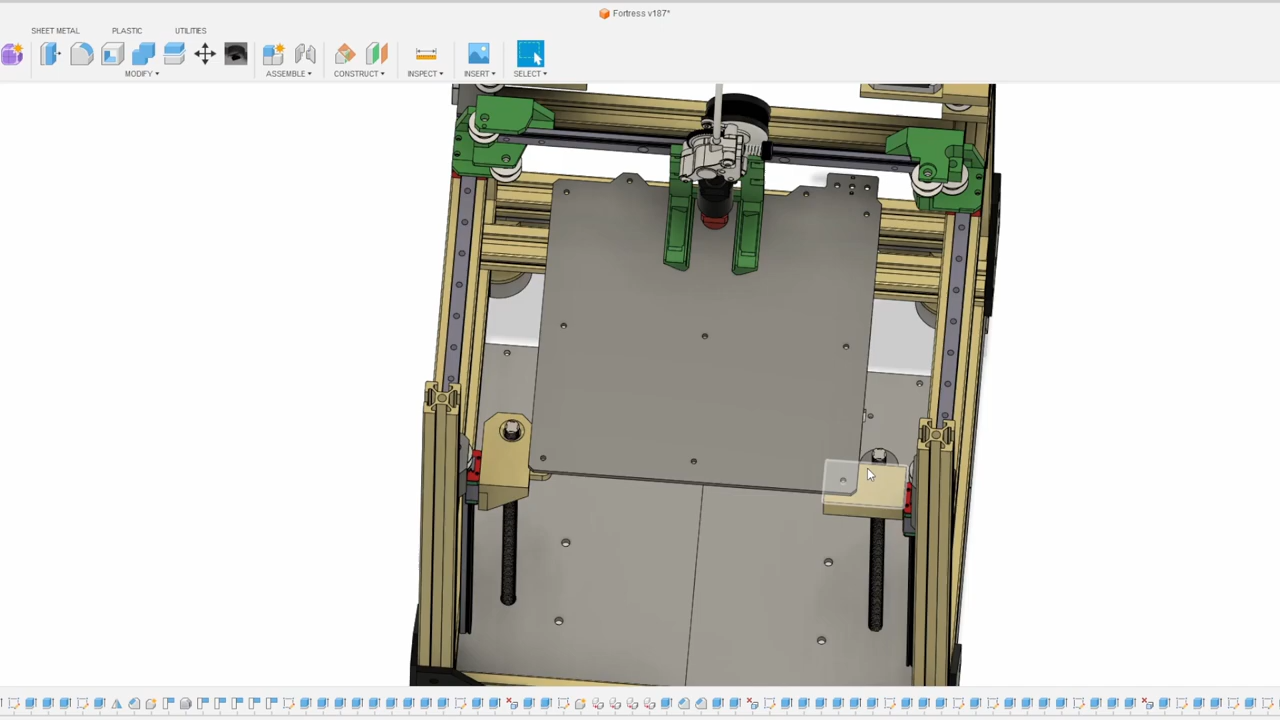 Fortress v187*
SHEET METAL PLASTIC UTILITIES
MODIFY ASSEMBLE CONSTRUCT INSPECT INSERT SELECT